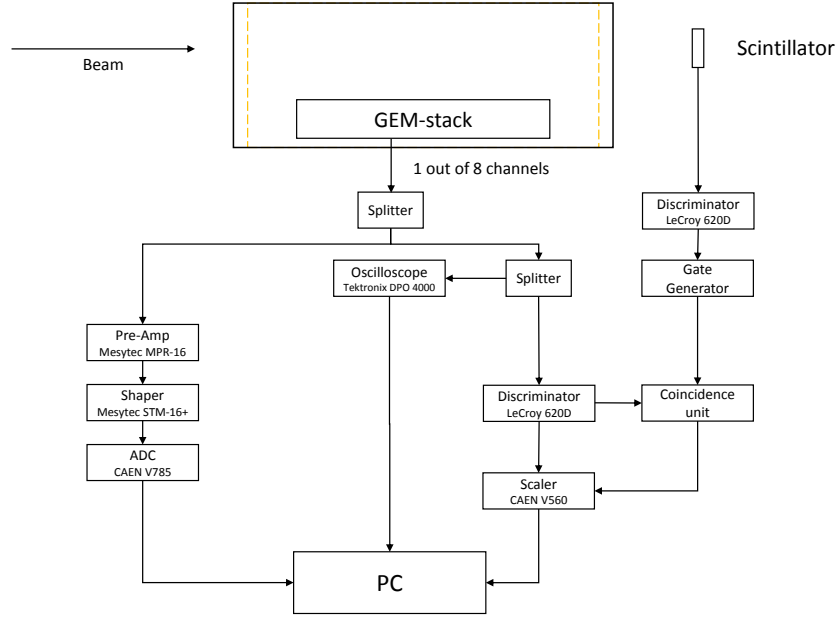 Beam
GEM-stack
Scintillator
1 out of 8 channels
Splitter
Discriminator
LeCroy 620D
Oscilloscope
Tektronix DPO 4000
Splitter
Gate
Generator
Pre-Amp
Mesytec MPR-16
Shaper
Mesytec STM-16+
Discriminator
LeCroy 620D
Coincidence
unit
ADC
CAEN V785
Scaler
CAEN V560
PC